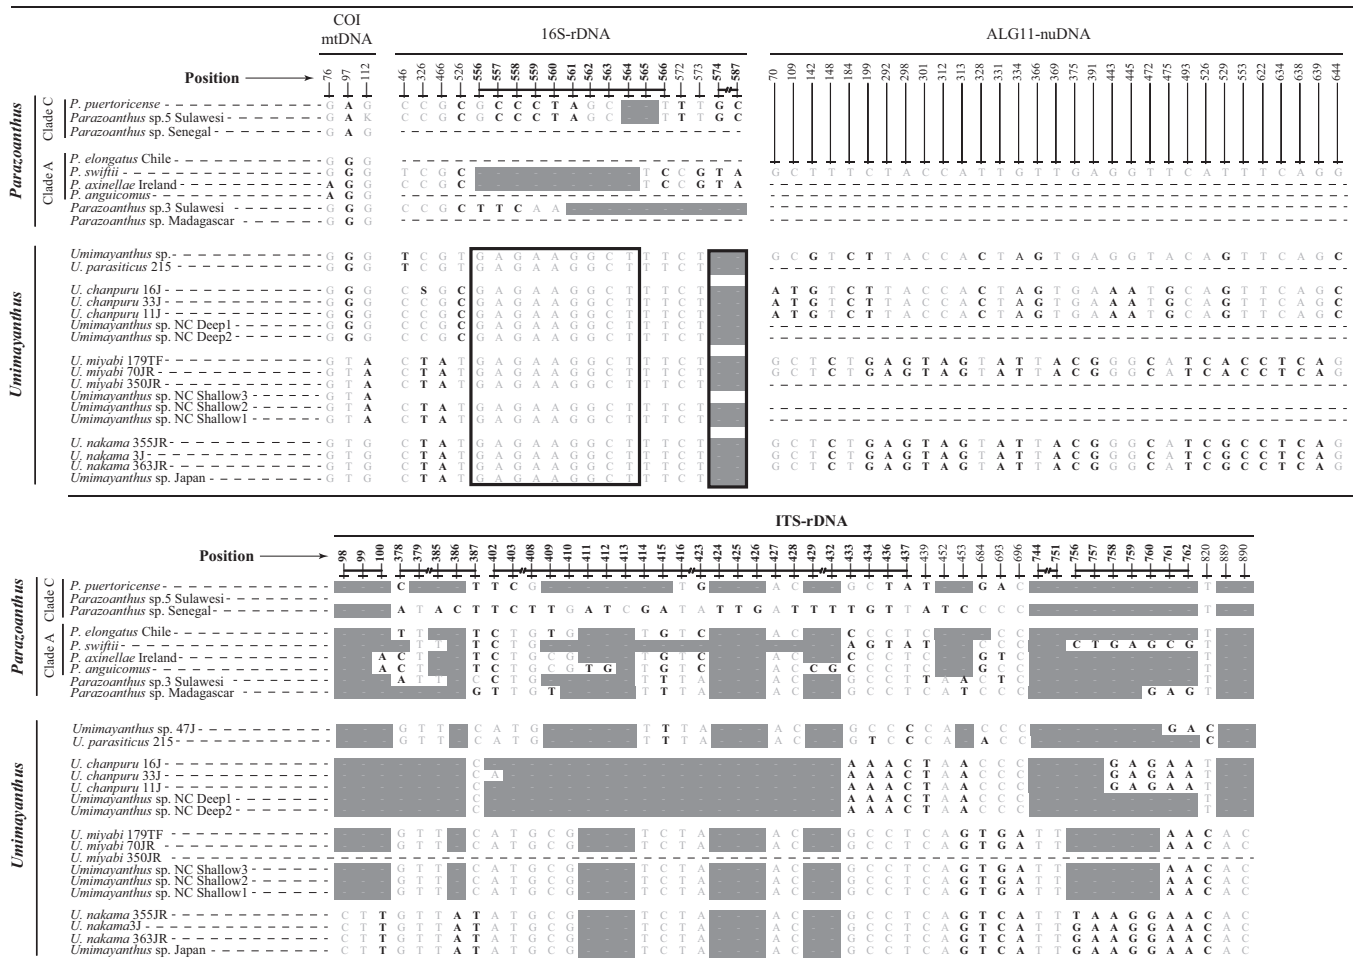 COI mtDNA 16S-rDNA ALG11-nuDNA
Position 76 97 112 46 326 466 526 556 557 558 559 560 561 562 563 564 565 566 572 573 574 587 70 109 142 148 184 199 292 298 301 312 313 328 331 334 366 369 375 391 443 445 472 475 493 526 529 553 622 634 638 639 644
Parazoanthus
Clade C
P. puertoricense G A G C C G C G C C C T A G C - - T T T G C
Parazoanthus sp.5 Sulawesi G A K C C G C G C C C T A G C - - T T T G C
Parazoanthus sp. Senegal G A G
Clade A
P. elongatus Chile G G G
P. swiftii G G G T C G C - - - - - - - - - T C C G T A G C T T T C T A C C A T T G T T G A G G T T C A T T T C A G G
P. axinellae Ireland A G G C C G C - - - - - - - - - T C C G T A
P. anguicomus A G G
Parazoanthus sp.3 Sulawesi G G G C C G C T T C A A
Parazoanthus sp. Madagascar G G G
Umimayanthus
Umimayanthus sp. G G G T C G T G A G A A G G C T T T C T - - G C G T C T T A C C A C T A G T G A G G T A C A G T T C A G C
U. parasiticus 215 G G G T C G T G A G A A G G C T T T C T - -
U. chanpuru 16J G G G C S G C G A G A A G G C T T T C T - - A T G T C T T A C C A C T A G T G A A A T G C A G T T C A G C
U. chanpuru 33J G G G C C G C G A G A A G G C T T T C T - - A T G T C T T A C C A C T A G T G A A A T G C A G T T C A G C
U. chanpuru 11J G G G C C G C G A G A A G G C T T T C T - - A T G T C T T A C C A C T A G T G A A A T G C A G T T C A G C
Umimayanthus sp. NC Deep1 G G G C C G C G A G A A G G C T T T C T - -
Umimayanthus sp. NC Deep2 G G G C C G C G A G A A G G C T T T C T - -
U. miyabi 179TF G T A C T A T G A G A A G G C T T T C T - - G C T C T G A G T A G T A T T A C G G G C A T C A C C T C A G
U. miyabi 70JR G T A C T A T G A G A A G G C T T T C T - - G C T C T G A G T A G T A T T A C G G G C A T C A C C T C A G
U. miyabi 350JR G T A C T A T G A G A A G G C T T T C T - -
Umimayanthus sp. NC Shallow3 G T A
Umimayanthus sp. NC Shallow2 G T A C T A T G A G A A G G C T T T C T - -
Umimayanthus sp. NC Shallow1 G T A C T A T G A G A A G G C T T T C T - -
U. nakama 355JR G T G C T A T G A G A A G G C T T T C T - - G C T C T G A G T A G T A T T A C G G G C A T C G C C T C A G
U. nakama 3J G T G C T A T G A G A A G G C T T T C T - - G C T C T G A G T A G T A T T A C G G G C A T C G C C T C A G
U. nakama 363JR G T G C T A T G A G A A G G C T T T C T - - G C T C T G A G T A G T A T T A C G G G C A T C G C C T C A G
Umimayanthus sp. Japan G T G C T A T G A G A A G G C T T T C T - -
ITS-rDNA
Position 98 99 100 378 379 385 386 387 402 403 408 409 410 411 412 413 414 415 416 423 424 425 426 427 428 429 432 433 434 436 437 439 452 453 684 693 696 744 751 756 757 758 759 760 761 762 820 889 890
Parazoanthus
Clade C
P. puertoricense C T T C G T G T A C G C T A T G A C T
Parazoanthus sp.5 Sulawesi
Parazoanthus sp. Senegal A T A C T T C T T G A T C G A T A T T G A T T T T G T T A T C C C C T
Clade A
P. elongatus Chile T T T C T G T G T G T C A C C C C T C C C T
P. swiftii T T T C T G A G T A T C C C C T G A G C G T
P. axinellae Ireland A C T T C T G C G T G T C A C C C C T C G T C T
P. anguicomus A C T T C T G C G T G T G T C A C C G C C C T C G C C T
Parazoanthus sp.3 Sulawesi A T T C C T G T T T A A C G C C T T A C T C T
Parazoanthus sp. Madagascar G T T G T T T T A A C G C C T C A T C C C G A G T
Umimayanthus
Umimayanthus sp. 47J G T T C A T G T T T A A C G C C C C A C C C G A C
U. parasiticus 215 G T T C A T G T T T A A C G T C C C A A C C C
U. chanpuru 16J C A A A C T A A C C C G A G A A T
U. chanpuru 33J C A A A A C T A A C C C G A G A A T
U. chanpuru 11J C A A A C T A A C C C G A G A A T
Umimayanthus sp. NC Deep1 C A A A C T A A C C C T
Umimayanthus sp. NC Deep2 C A A A C T A A C C C T
U. miyabi 179TF G T T C A T G C G T C T A A C G C C T C A G T G A T T A A C A C
U. miyabi 70JR G T T C A T G C G T C T A A C G C C T C A G T G A T T A A C A C
U. miyabi 350JR
Umimayanthus sp. NC Shallow3 G T T C A T G C G T C T A A C G C C T C A G T G A T T A A C A C
Umimayanthus sp. NC Shallow2 G T T C A T G C G T C T A A C G C C T C A G T G A T T A A C A C
Umimayanthus sp. NC Shallow1 G T T C A T G C G T C T A A C G C C T C A G T G A T T A A C A C
U. nakama 355JR C T T G T T A T A T G C G T C T A A C G C C T C A G T C A T T T A A G G A A C A C
U. nakama3J C T T G T T A T A T G C G T C T A A C G C C T C A G T C A T T G A A G G A A C A C
U. nakama 363JR C T T G T T A T A T G C G T C T A A C G C C T C A G T C A T T G A A G G A A C A C
Umimayanthus sp. Japan C T T G T T A T A T G C G T C T A A C G C C T C A G T C A T T G A A G G A A C A C